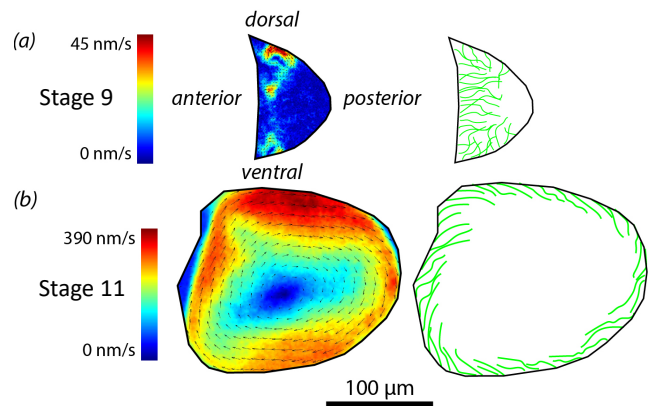 dorsal
(a)
45 nm/s
Stage 9
anterior
posterior
0 nm/s
ventral
(b)
390 nm/s
Stage 11
0 nm/s
100 μm